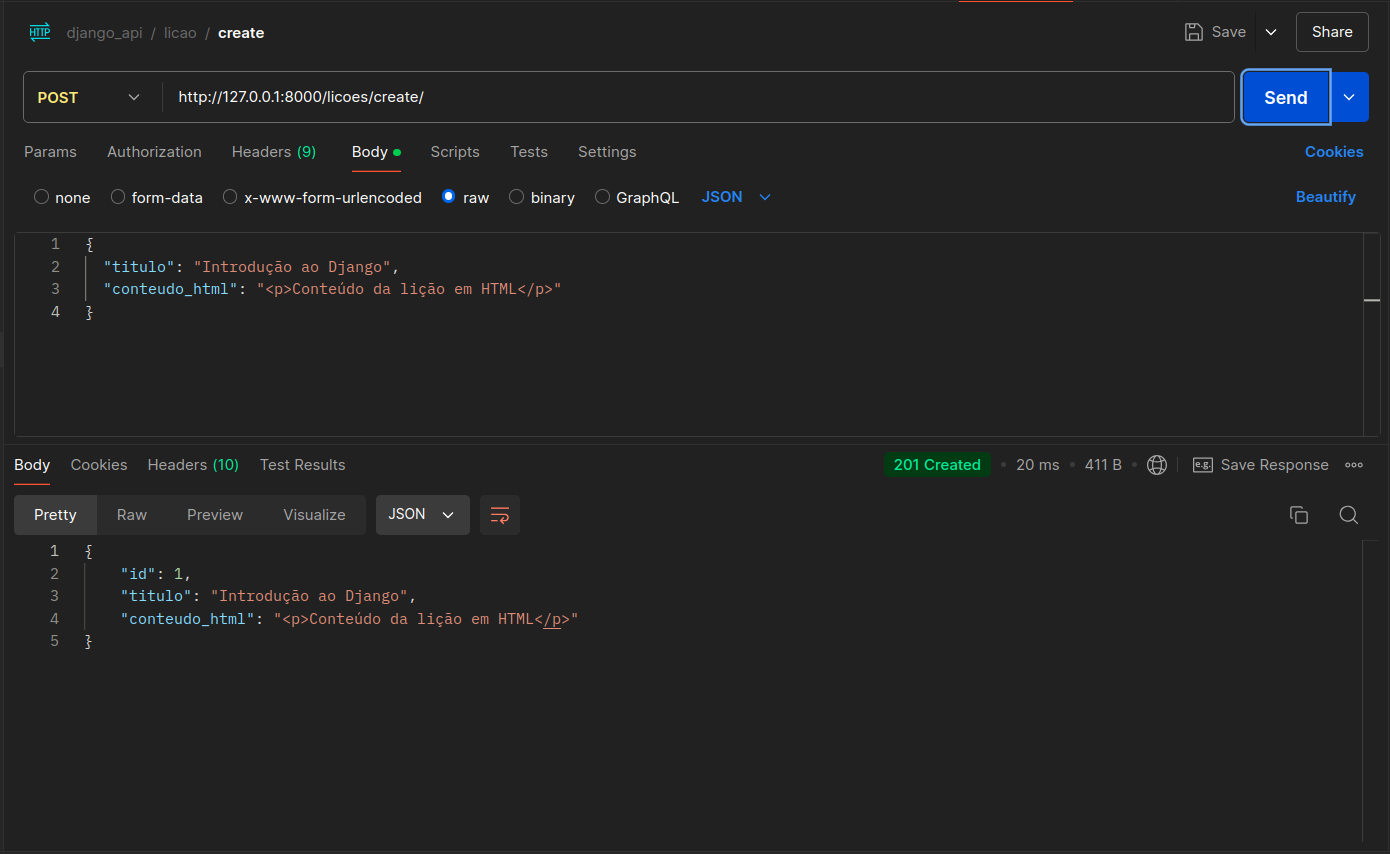 HTTP django_api / licao / create Save Share
POST http://127.0.0.1:8000/licoes/create/ Send
Params Authorization Headers (9) Body Scripts Tests Settings Cookies
none form-data x-www-form-urlencoded raw binary GraphQL JSON Beautify
1 {
2 "titulo": "Introdução ao Django",
3 "conteudo_html": "<p>Conteúdo da lição em HTML</p>"
4 }
Body Cookies Headers (10) Test Results 201 Created 20 ms 411 B e.g. Save Response
Pretty Raw Preview Visualize JSON
1 {
2 "id": 1,
3 "titulo": "Introdução ao Django",
4 "conteudo_html": "<p>Conteúdo da lição em HTML</p>"
5 }